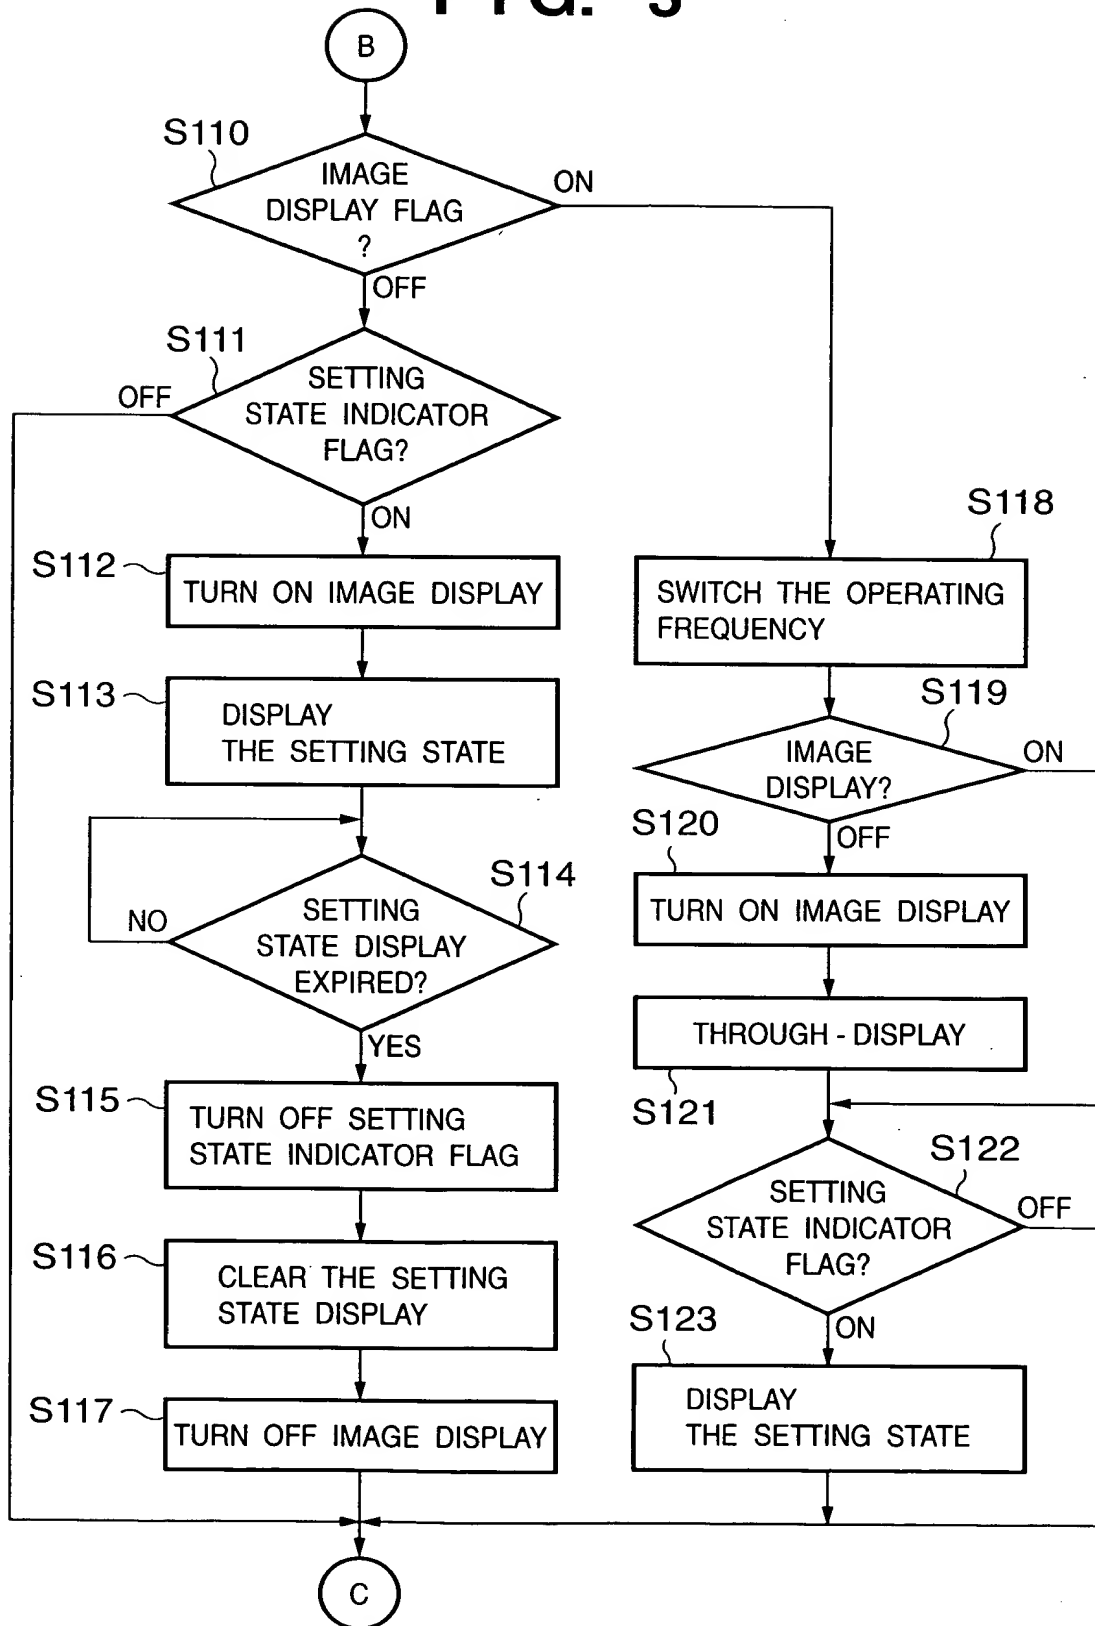 FIG. 3
B
S110
IMAGE
DISPLAY FLAG
?
ON
OFF
S111
SETTING
STATE INDICATOR
FLAG?
OFF
ON
S112
TURN ON IMAGE DISPLAY
S113
DISPLAY
THE SETTING STATE
S114
SETTING
STATE DISPLAY
EXPIRED?
NO
YES
S115
TURN OFF SETTING
STATE INDICATOR FLAG
S116
CLEAR THE SETTING
STATE DISPLAY
S117
TURN OFF IMAGE DISPLAY
S118
SWITCH THE OPERATING
FREQUENCY
S119
IMAGE
DISPLAY?
ON
OFF
S120
TURN ON IMAGE DISPLAY
THROUGH - DISPLAY
S121
S122
SETTING
STATE INDICATOR
FLAG?
OFF
ON
S123
DISPLAY
THE SETTING STATE
C